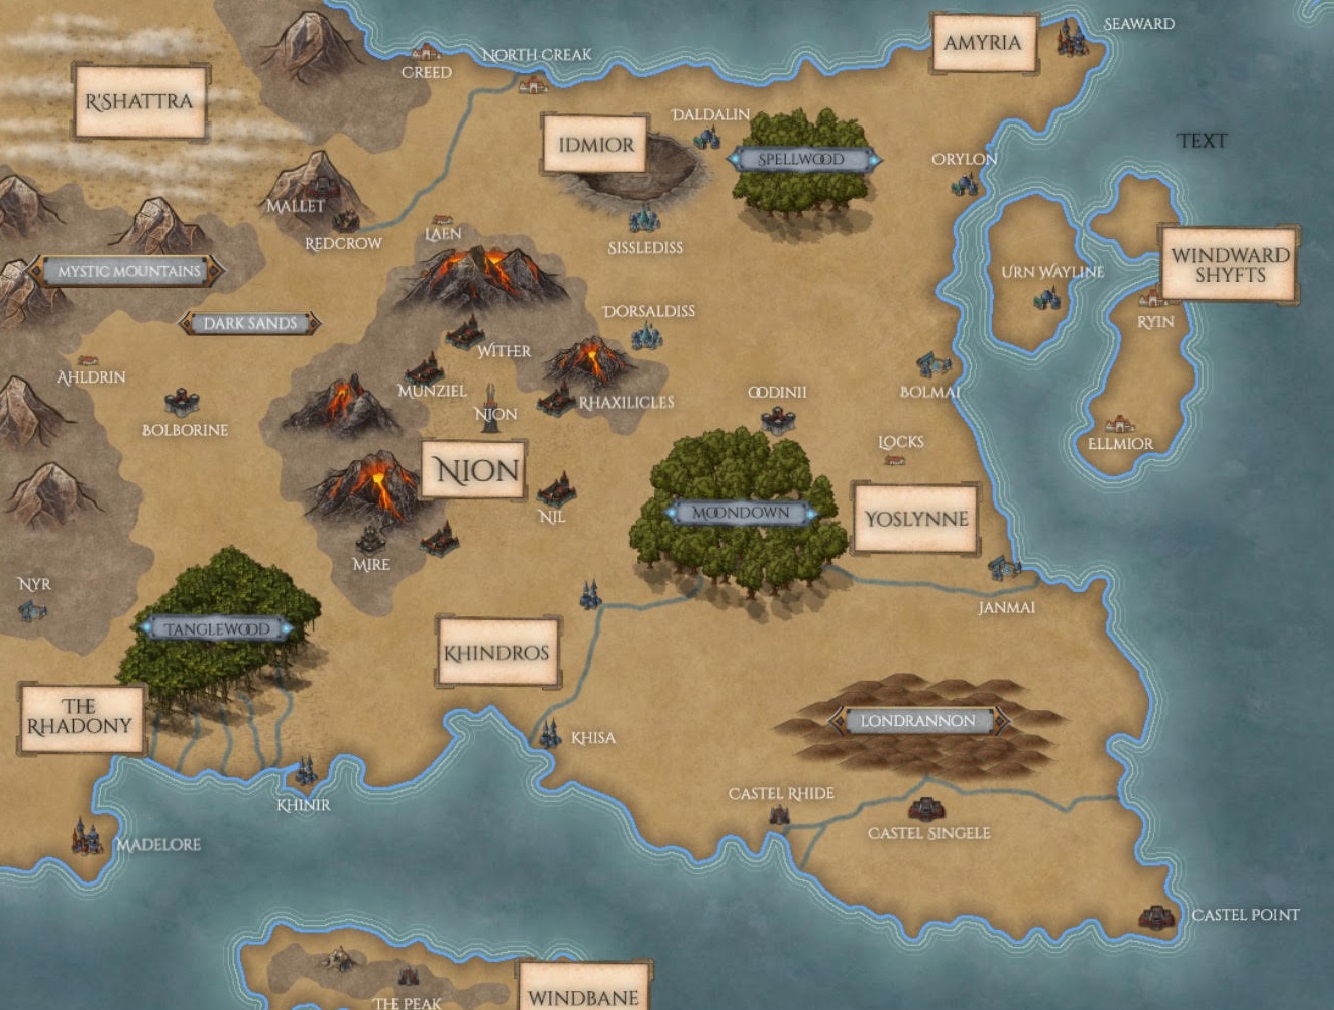 SEAWARD
AMYRIA
NORTH CREAK
CREED
R'SHATTRA
DALDALIN
TEXT
IDMIOR
SPELLWOOD
ORYLON
MALLET
REDCROW
LAEN
SISSLEDISS
WINDWARD
SHYFTS
MYSTIC MOUNTAINS
URN WAYLINE
DORSALDISS
RYIN
DARK SANDS
WITHER
AHLDRIN
MUNZIEL
OODINII
BOLMAI
NION
RHAXILICLES
BOLBORINE
LOCKS
ELLMIOR
NION
NIL
MOONDOWN
YOSLYNNE
MIRE
NYR
JANMAI
TANGLEWOOD
KHINDROS
THE
RHADONY
LONDRANNON
KHISA
CASTEL RHIDE
KHINIR
CASTEL SINGELE
MADELORE
CASTEL POINT
WINDBANE
THE PEAK